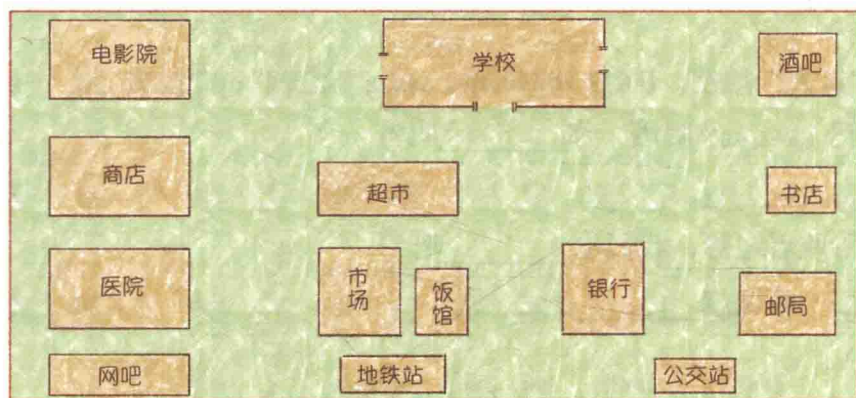 电影院
学校
酒吧
商店
超市
书店
医院
市场
饭馆
银行
邮局
网吧
地铁站
公交站